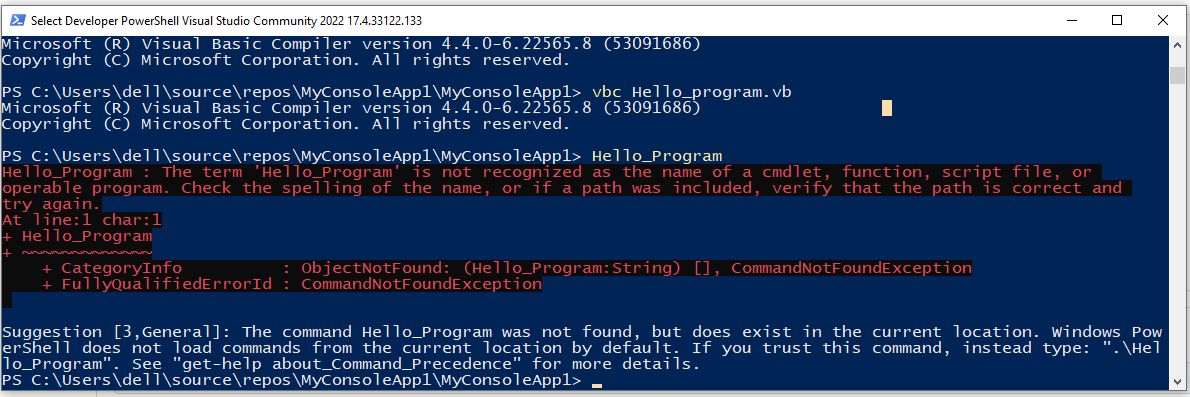 Select Developer PowerShell Visual Studio Community 2022 17.4.33122.133
Microsoft (R) Visual Basic Compiler version 4.4.0-6.22565.8 (53091686)
Copyright (C) Microsoft Corporation. All rights reserved.
PS C:\Users\dell\source\repos\MyConsoleApp1\MyConsoleApp1> vbc Hello_program.vb
Microsoft (R) Visual Basic Compiler version 4.4.0-6.22565.8 (53091686)
Copyright (C) Microsoft Corporation. All rights reserved.
PS C:\Users\dell\source\repos\MyConsoleApp1\MyConsoleApp1> Hello_Program
Hello_Program : The term 'Hello_Program' is not recognized as the name of a cmdlet, function, script file, or
operable program. Check the spelling of the name, or if a path was included, verify that the path is correct and
try again.
At line:1 char:1
+ Hello_Program
+ ~~~~~~~~~~~~~
    + CategoryInfo          : ObjectNotFound: (Hello_Program:String) [], CommandNotFoundException
    + FullyQualifiedErrorId : CommandNotFoundException
Suggestion [3,General]: The command Hello_Program was not found, but does exist in the current location. Windows Pow
erShell does not load commands from the current location by default. If you trust this command, instead type: ".\Hel
lo_Program". See "get-help about_Command_Precedence" for more details.
PS C:\Users\dell\source\repos\MyConsoleApp1\MyConsoleApp1>